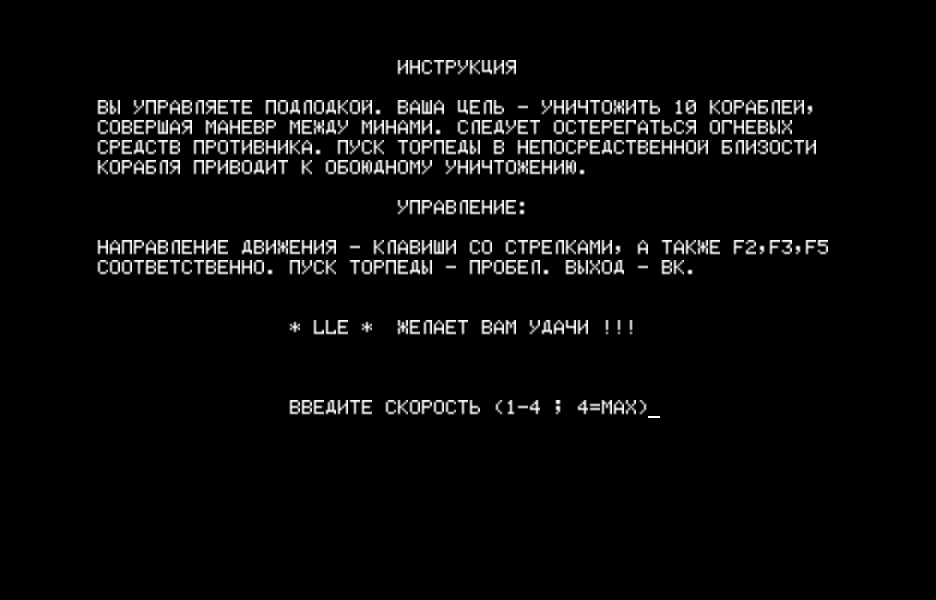 ИНСТРУКЦИЯ
ВЫ УПРАВЛЯЕТЕ ПОДЛОДКОЙ. ВАША ЦЕЛЬ - УНИЧТОЖИТЬ 10 КОРАБЛЕЙ,
СОВЕРШАЯ МАНЕВР МЕЖДУ МИНАМИ. СЛЕДУЕТ ОСТЕРЕГАТЬСЯ ОГНЕВЫХ
СРЕДСТВ ПРОТИВНИКА. ПУСК ТОРПЕДЫ В НЕПОСРЕДСТВЕННОЙ БЛИЗОСТИ
КОРАБЛЯ ПРИВОДИТ К ОБОЮДНОМУ УНИЧТОЖЕНИЮ.
УПРАВЛЕНИЕ:
НАПРАВЛЕНИЕ ДВИЖЕНИЯ - КЛАВИШИ СО СТРЕЛКАМИ, А ТАКЖЕ F2,F3,F5
СООТВЕТСТВЕННО. ПУСК ТОРПЕДЫ - ПРОБЕЛ. ВЫХОД - ВК.
* LLE * ЖЕЛАЕТ ВАМ УДАЧИ !!!
ВВЕДИТЕ СКОРОСТЬ (1-4 ; 4=MAX)_